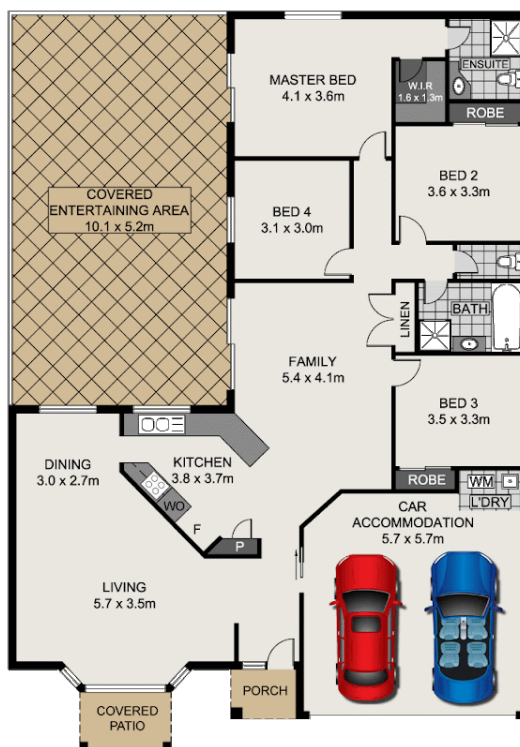 MASTER BED
4.1 x 3.6m
W.I.R
1.6 x 1.3m
ENSUITE
ROBE
BED 2
3.6 x 3.3m
COVERED
ENTERTAINING AREA
10.1 x 5.2m
BED 4
3.1 x 3.0m
LINEN
BATH
FAMILY
5.4 x 4.1m
BED 3
3.5 x 3.3m
ROBE
WM
L'DRY
DINING
3.0 x 2.7m
KITCHEN
3.8 x 3.7m
WO
F
P
CAR
ACCOMMODATION
5.7 x 5.7m
LIVING
5.7 x 3.5m
PORCH
COVERED
PATIO